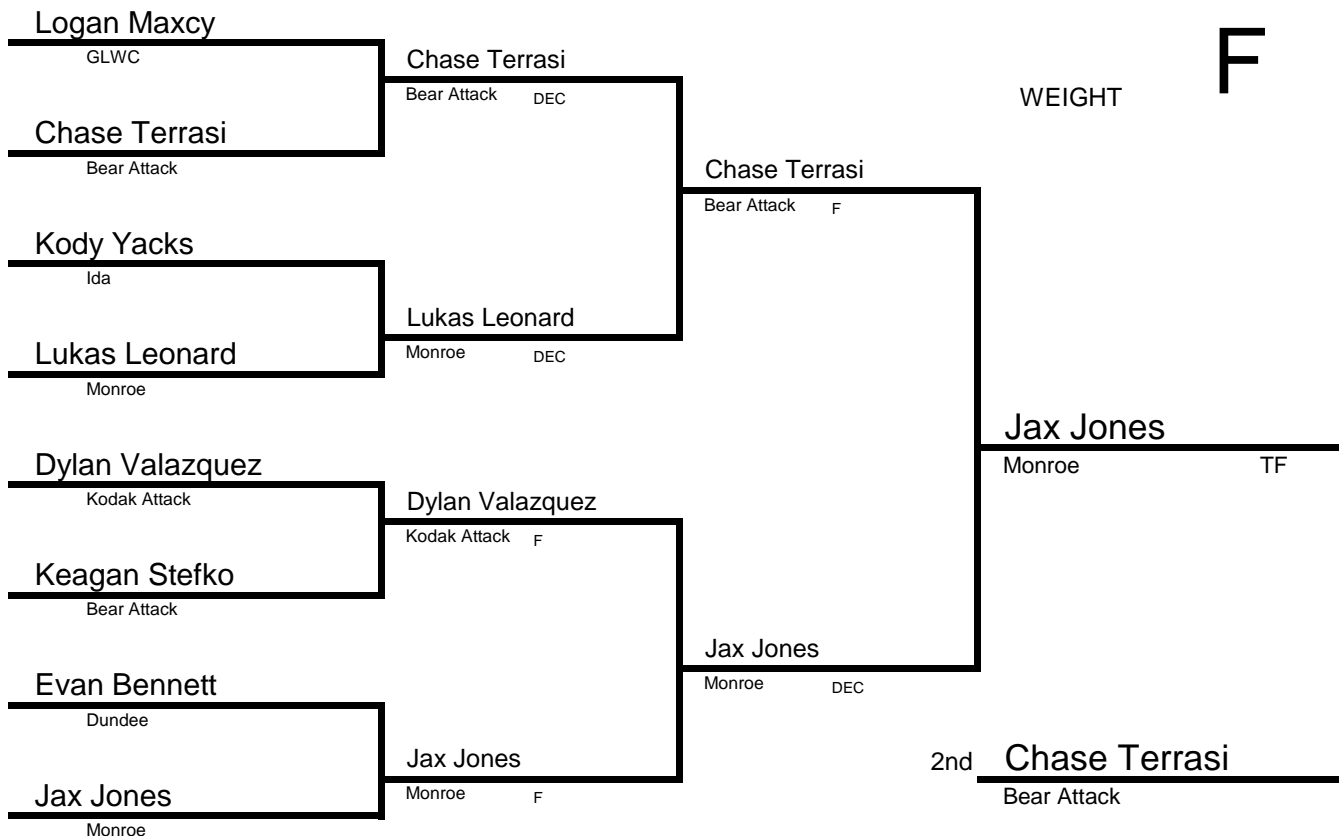 Logan Maxcy
GLWC
Chase Terrasi
Bear Attack DEC
WEIGHT F
Chase Terrasi
Bear Attack
Chase Terrasi
Bear Attack F
Kody Yacks
Ida
Lukas Leonard
Monroe DEC
Lukas Leonard
Monroe
Jax Jones
Monroe TF
Dylan Valazquez
Kodak Attack
Dylan Valazquez
Kodak Attack F
Keagan Stefko
Bear Attack
Jax Jones
Monroe DEC
Evan Bennett
Dundee
Jax Jones
Monroe F
2nd Chase Terrasi
Bear Attack
Jax Jones
Monroe